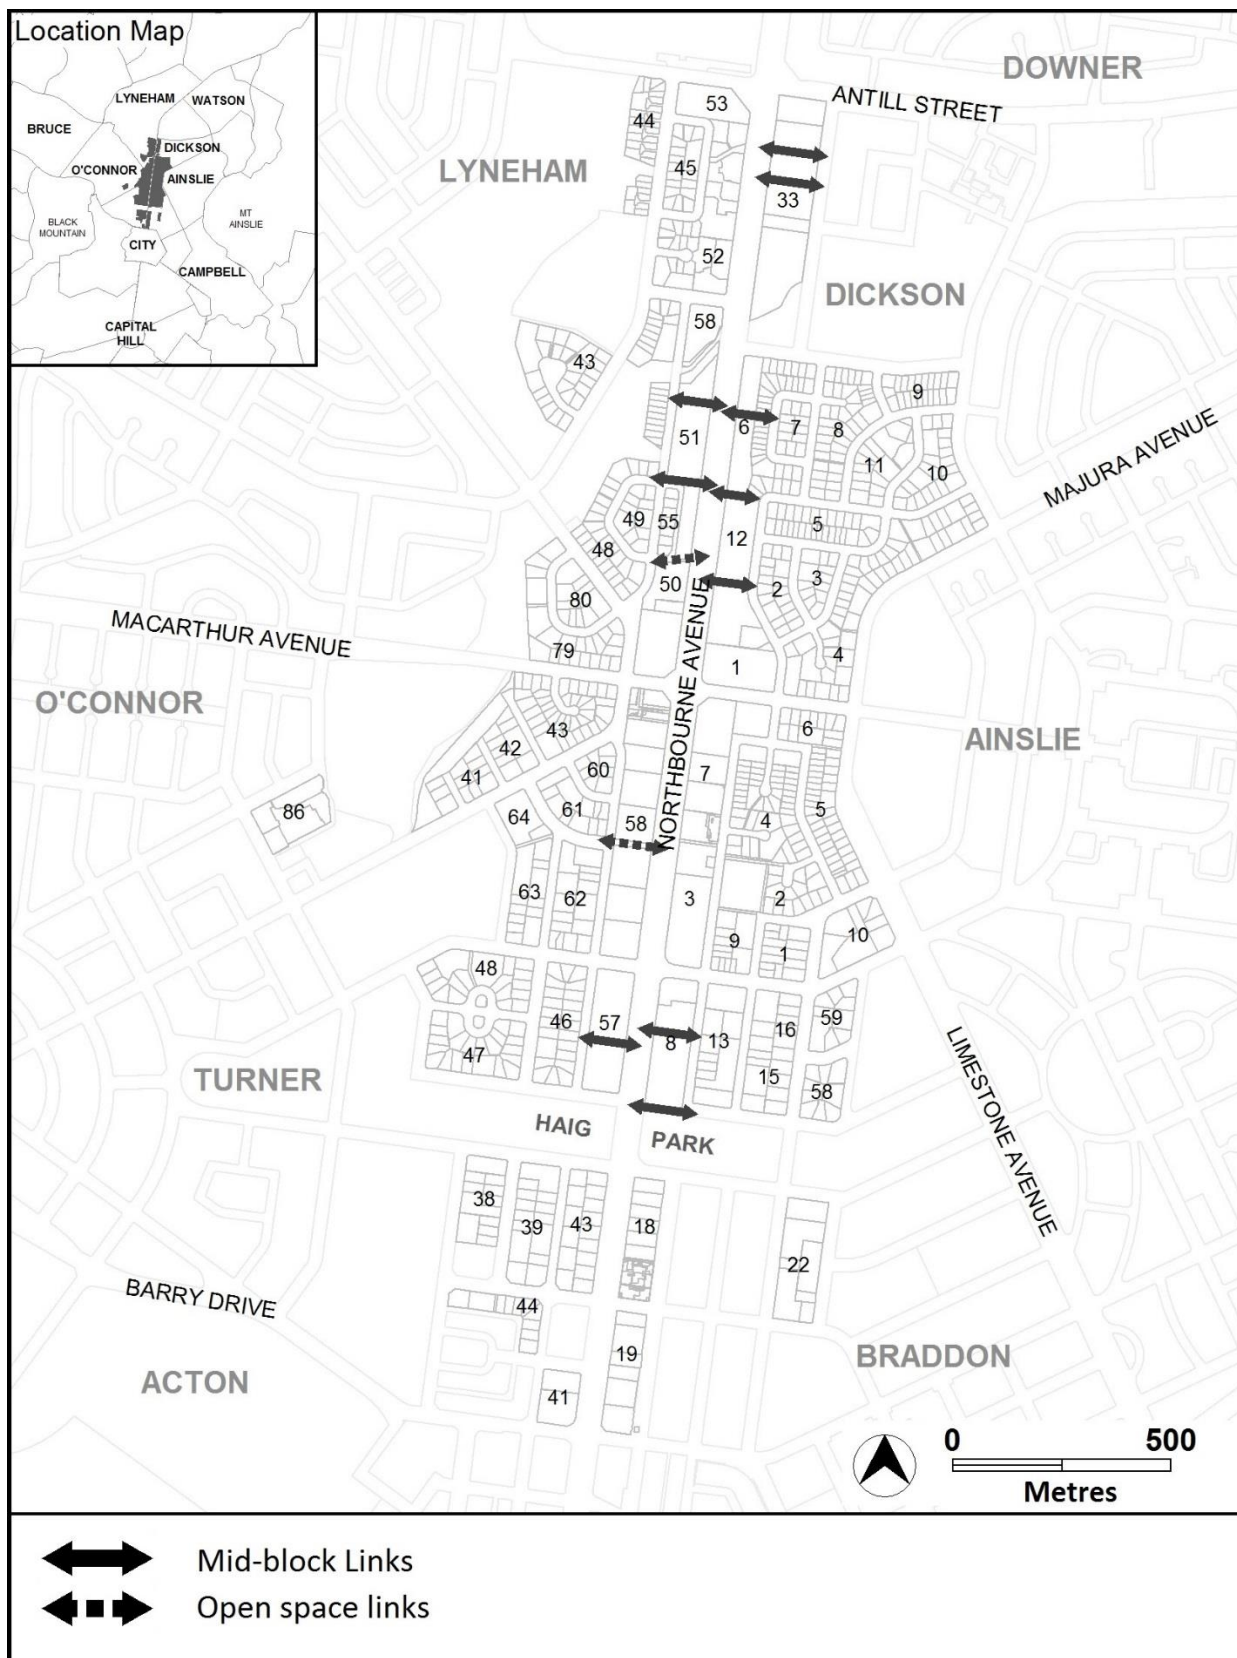 Location Map
LYNEHAM
WATSON
BRUCE
DICKSON
O'CONNOR
AINSLIE
BLACK
MOUNTAIN
MT
AINSLIE
CITY
CAMPBELL
CAPITAL
HILL
DOWNER
ANTILL STREET
53
44
LYNEHAM
45
33
52
DICKSON
58
43
9
51
6
7
8
11
10
MAJURA AVENUE
49
55
5
48
12
50
2
3
80
MACARTHUR AVENUE
79
1
4
NORTHBOURNE AVENUE
O'CONNOR
6
AINSLIE
43
42
41
60
7
86
61
64
58
4
5
63
62
3
2
9
1
10
48
46
57
8
13
16
59
47
15
58
TURNER
LIMESTONE AVENUE
HAIG
PARK
38
39
43
18
22
BARRY DRIVE
44
19
BRADDON
ACTON
41
0
500
Metres
Mid-block Links
Open space links